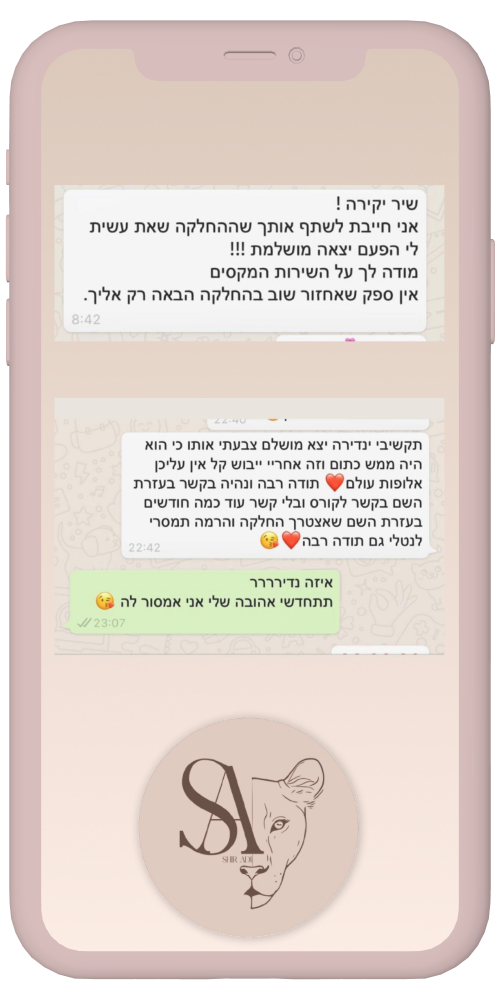 שיר יקירה !
אני חייבת לשתף אותך שההחלקה שאת עשית
לי הפעם יצאה מושלמת !!!
מודה לך על השירות המקסים
אין ספק שאחזור שוב בהחלקה הבאה רק אליך.
8:42
22:40
תקשיבי ינדירה יצא מושלם צבעתי אותו כי הוא
היה ממש כתום וזה אחריי ייבוש קל אין עליכן
אלופות עולם❤️ תודה רבה ונהיה בקשר בעזרת
השם בקשר לקורס ובלי קשר עוד כמה חודשים
בעזרת השם שאצטרך החלקה והרמה תמסרי
לנטלי גם תודה רבה❤️😘
22:42
איזה נדיררררר
תתחדשי אהובה שלי אני אמסור לה 😘
23:07
SA
SHIR ADI